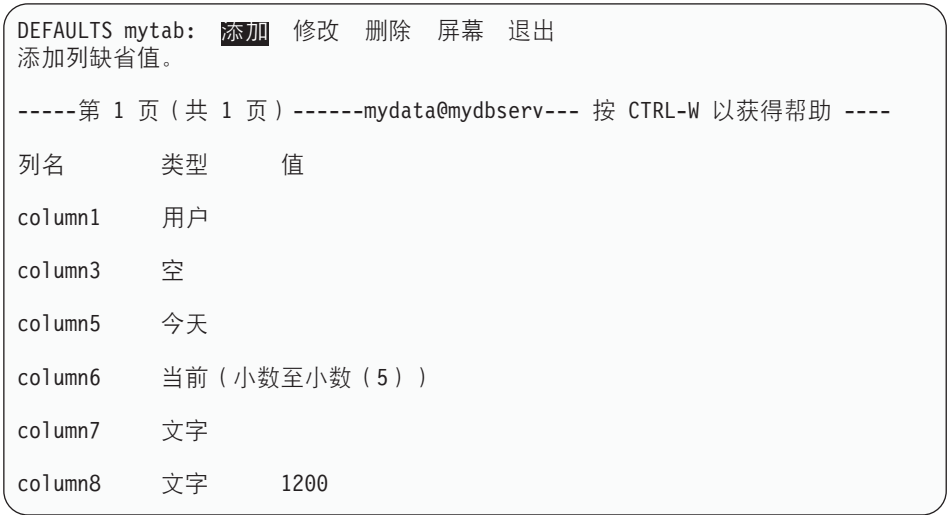 DEFAULTS mytab: 添加 修改 删除 屏幕 退出
添加列缺省值。
-----第 1 页（共 1 页）------mydata@mydbserv--- 按 CTRL-W 以获得帮助 ----
列名 类型 值
column1 用户
column3 空
column5 今天
column6 当前（小数至小数（5））
column7 文字
column8 文字 1200